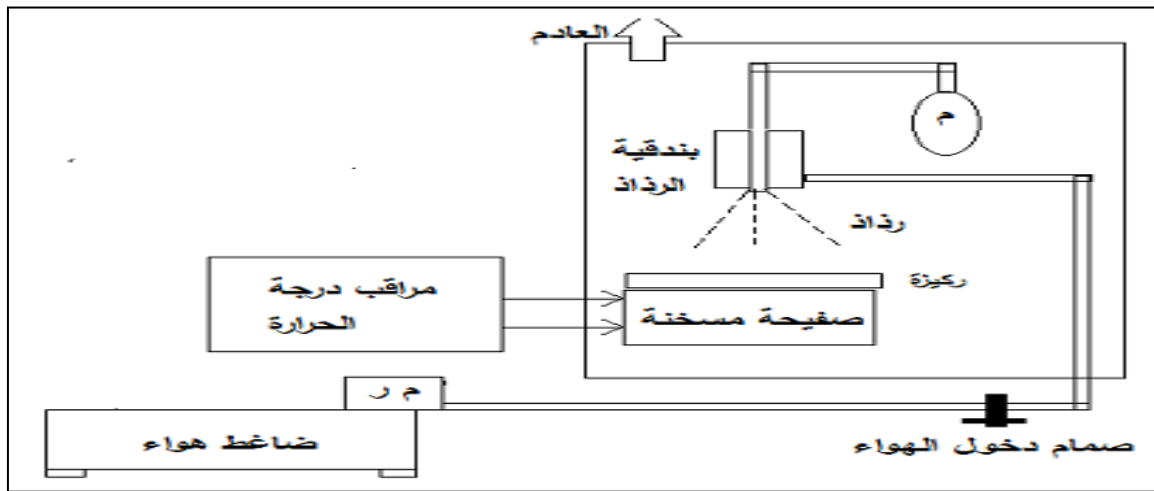 العادم
م
بندقية
الرذاذ
رذاذ
ركيزة
مراقب درجة
الحرارة
صفيحة مسخنة
م ر
ضاغط هواء
صمام دخول الهواء